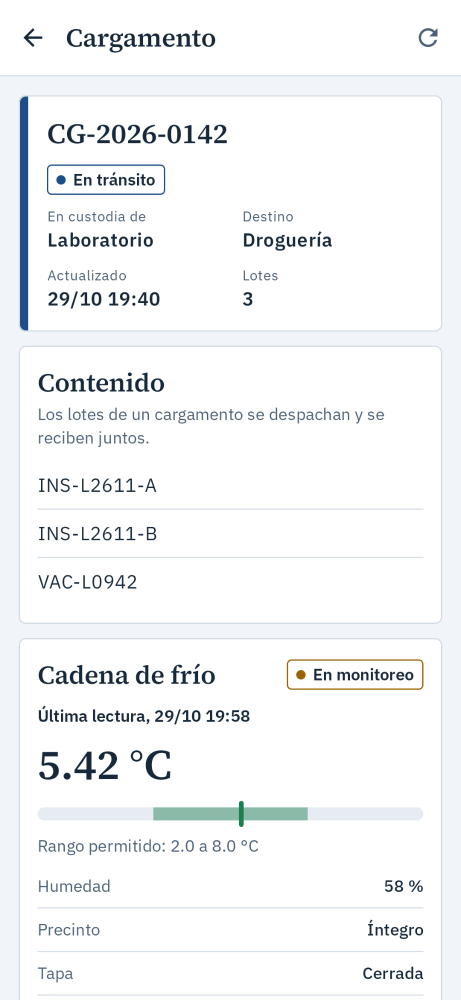 Cargamento
CG-2026-0142
En tránsito
En custodia de
Laboratorio
Destino
Droguería
Actualizado
29/10 19:40
Lotes
3
Contenido
Los lotes de un cargamento se despachan y se
reciben juntos.
INS-L2611-A
INS-L2611-B
VAC-L0942
Cadena de frío
En monitoreo
Última lectura, 29/10 19:58
5.42 °C
Rango permitido: 2.0 a 8.0 °C
Humedad
58 %
Precinto
Íntegro
Tapa
Cerrada